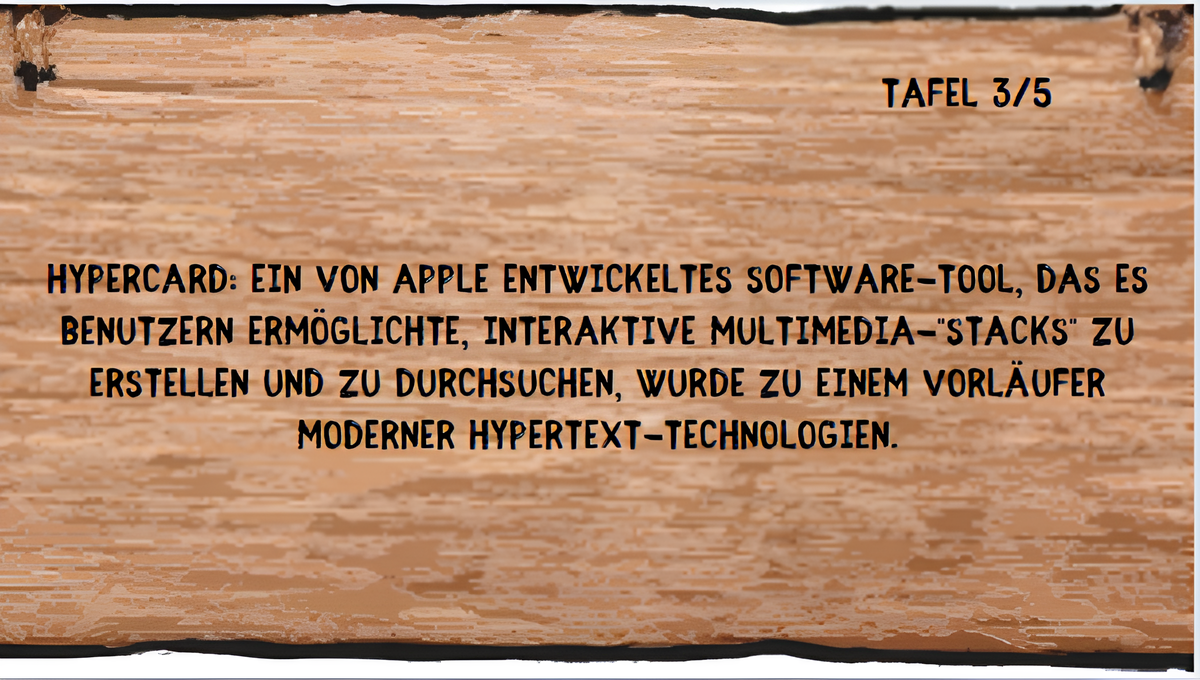 TAFEL 3/5
HYPERCARD: EIN VON APPLE ENTWICKELTES SOFTWARE-TOOL, DAS ES
BENUTZERN ERMÖGLICHTE, INTERAKTIVE MULTIMEDIA-"STACKS" ZU
ERSTELLEN UND ZU DURCHSUCHEN, WURDE ZU EINEM VORLÄUFER
MODERNER HYPERTEXT-TECHNOLOGIEN.